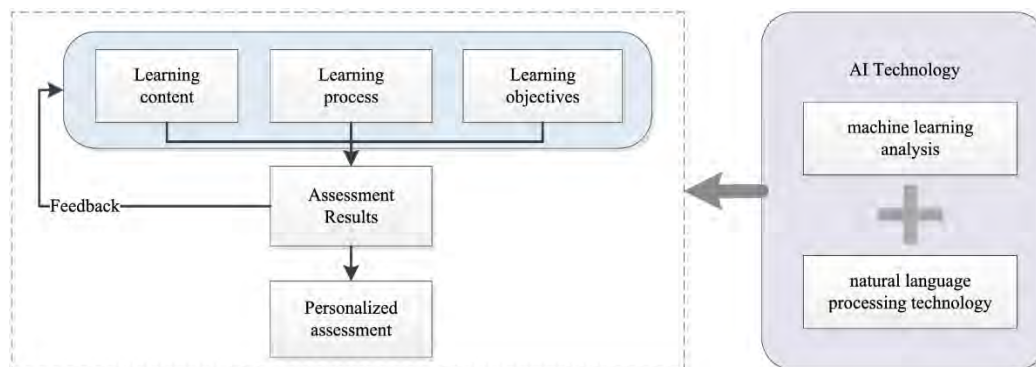 Learning
content
Learning
process
Learning
objectives
Feedback
Assessment
Results
Personalized
assessment
AI Technology
machine learning
analysis
natural language
processing technology